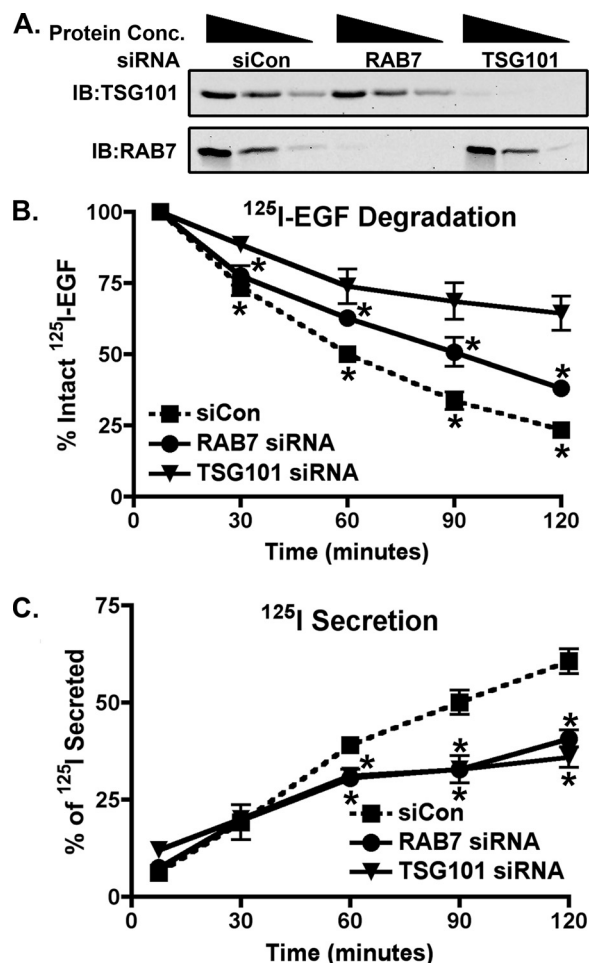 A.
Protein Conc.
siRNA siCon RAB7 TSG101
IB:TSG101
IB:RAB7
B.
125I-EGF Degradation
% Intact 125I-EGF
100
75
50
25
0
* * * * * * * *
siCon
RAB7 siRNA
TSG101 siRNA
30 60 90 120
Time (minutes)
C.
125I Secretion
% of 125I Secreted
75
50
25
0
* * * * * *
siCon
RAB7 siRNA
TSG101 siRNA
30 60 90 120
Time (minutes)